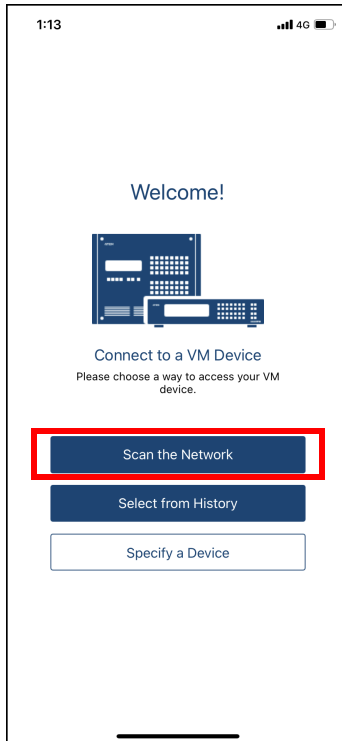 1:13
4G
Welcome!
Connect to a VM Device
Please choose a way to access your VM
device.
Scan the Network
Select from History
Specify a Device